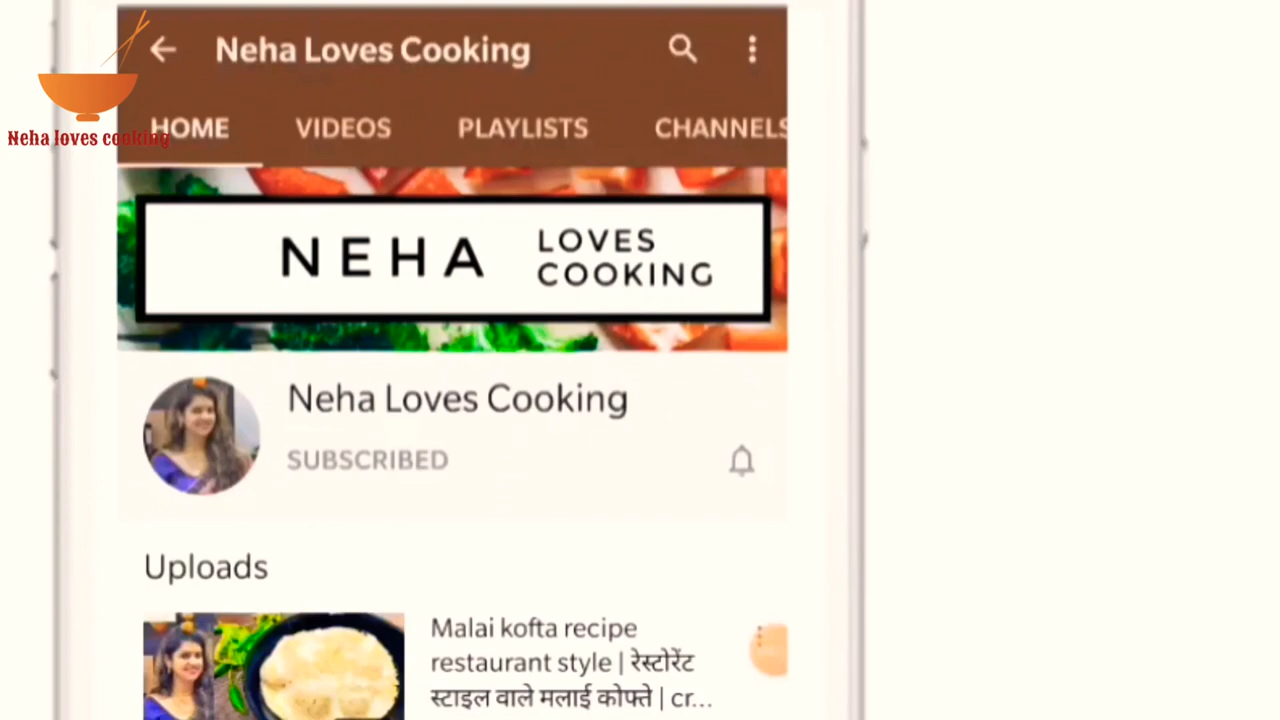 Neha Loves Cooking
Neha loves cooking
HOME VIDEOS PLAYLISTS CHANNELS
NEHA LOVES
COOKING
Neha Loves Cooking
SUBSCRIBED
Uploads
Malai kofta recipe
restaurant style | रेस्टोरेंट
स्टाइल वाले मलाई कोफ्ते | cr...